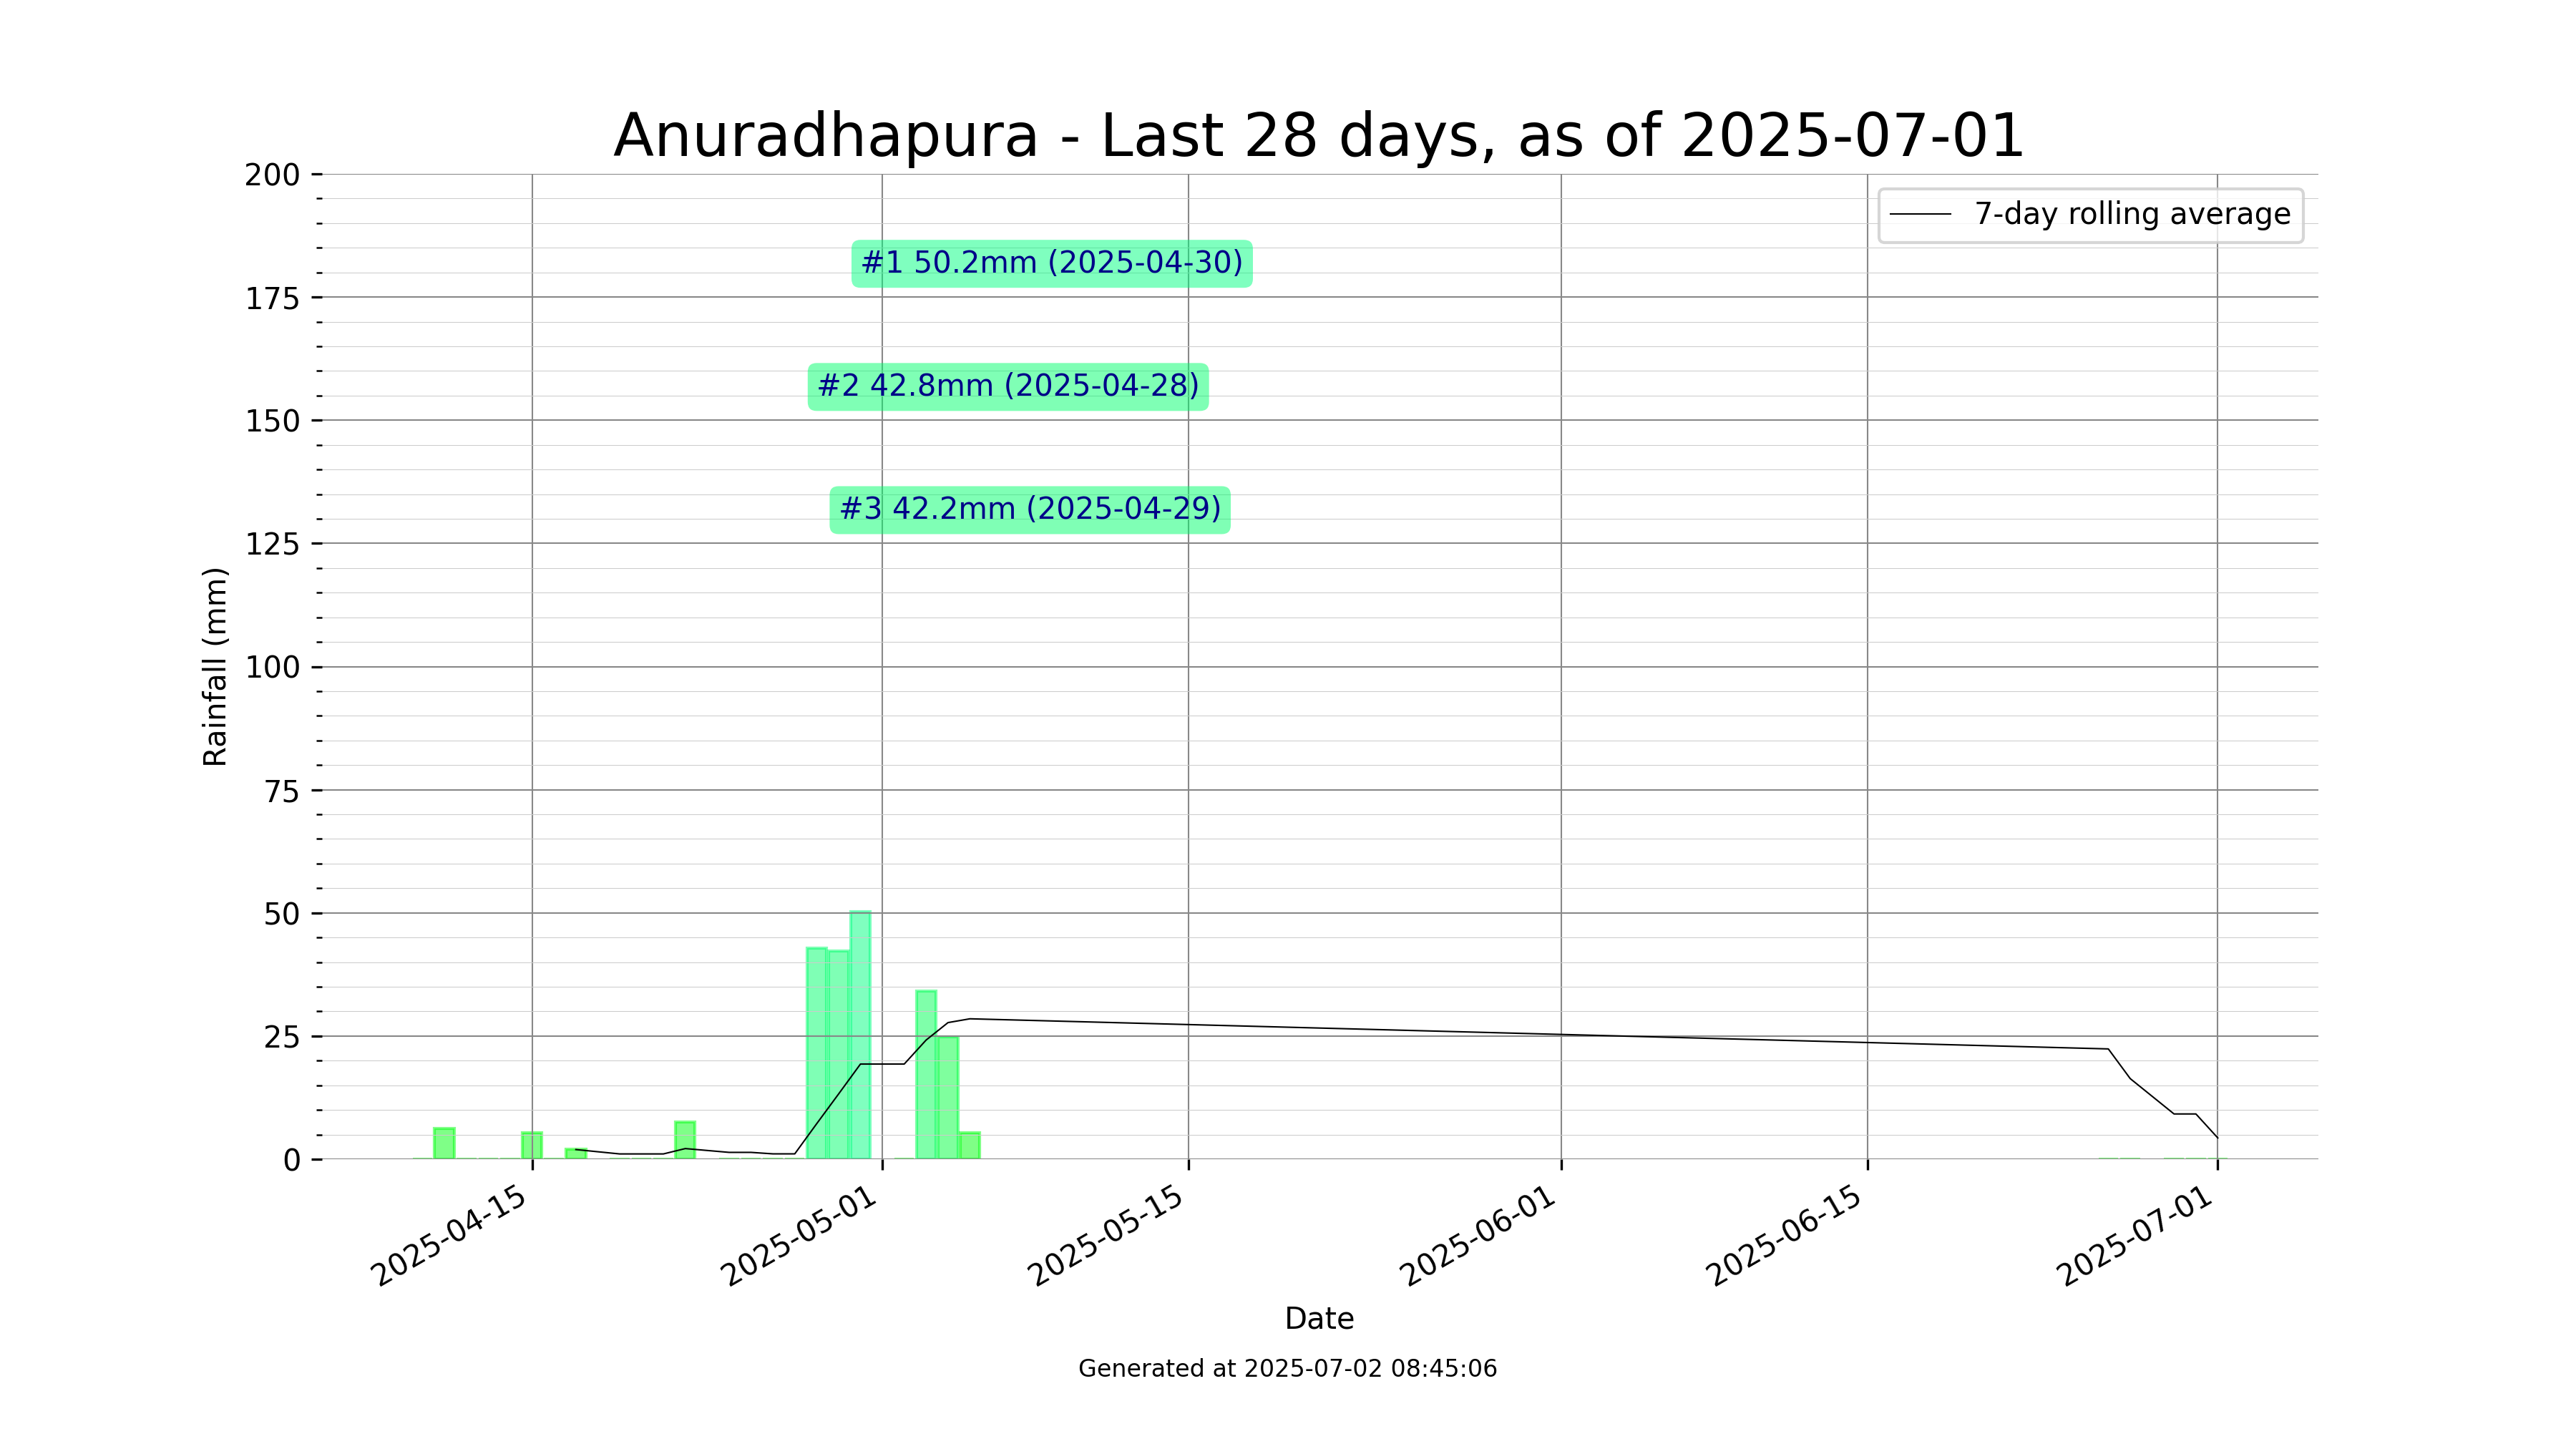 Anuradhapura - Last 28 days, as of 2025-07-01
200
175
150
125
100
75
50
25
0
Rainfall (mm)
7-day rolling average
#1 50.2mm (2025-04-30)
#2 42.8mm (2025-04-28)
#3 42.2mm (2025-04-29)
2025-04-15
2025-05-01
2025-05-15
2025-06-01
2025-06-15
2025-07-01
Date
Generated at 2025-07-02 08:45:06